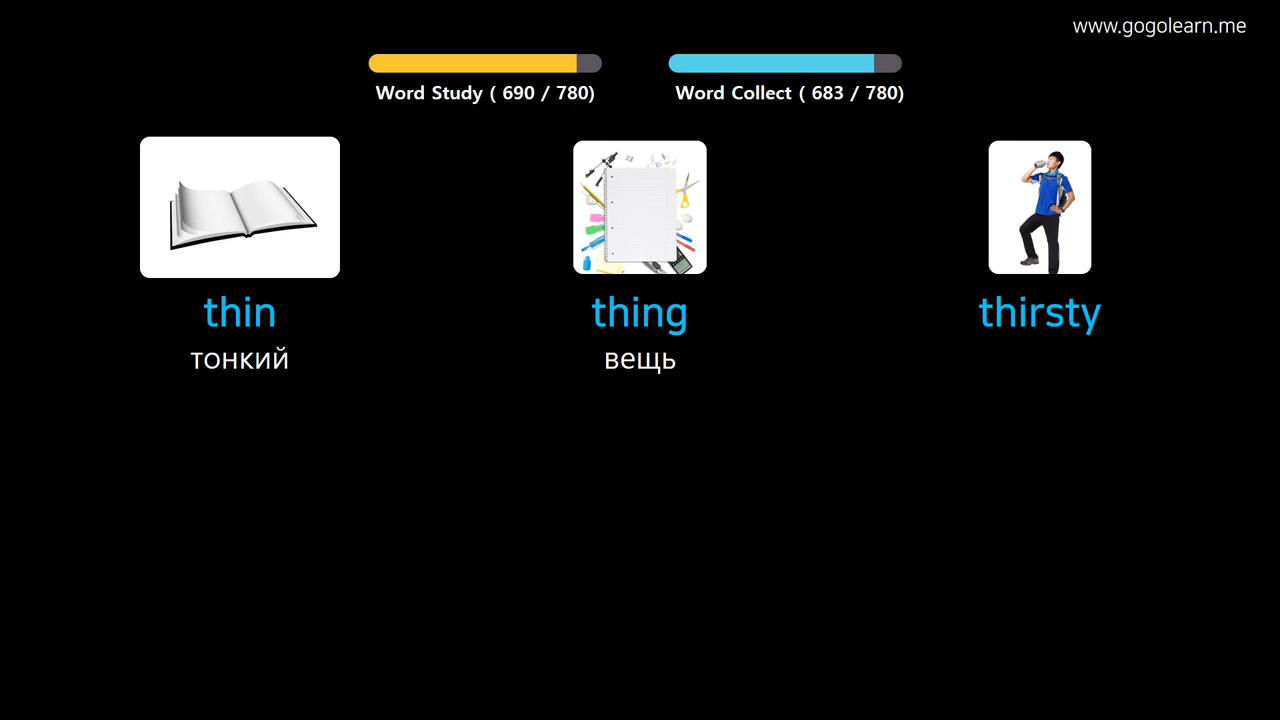 www.gogolearn.me
Word Study ( 690 / 780)
Word Collect ( 683 / 780)
thin
thing
thirsty
тонкий
вещь